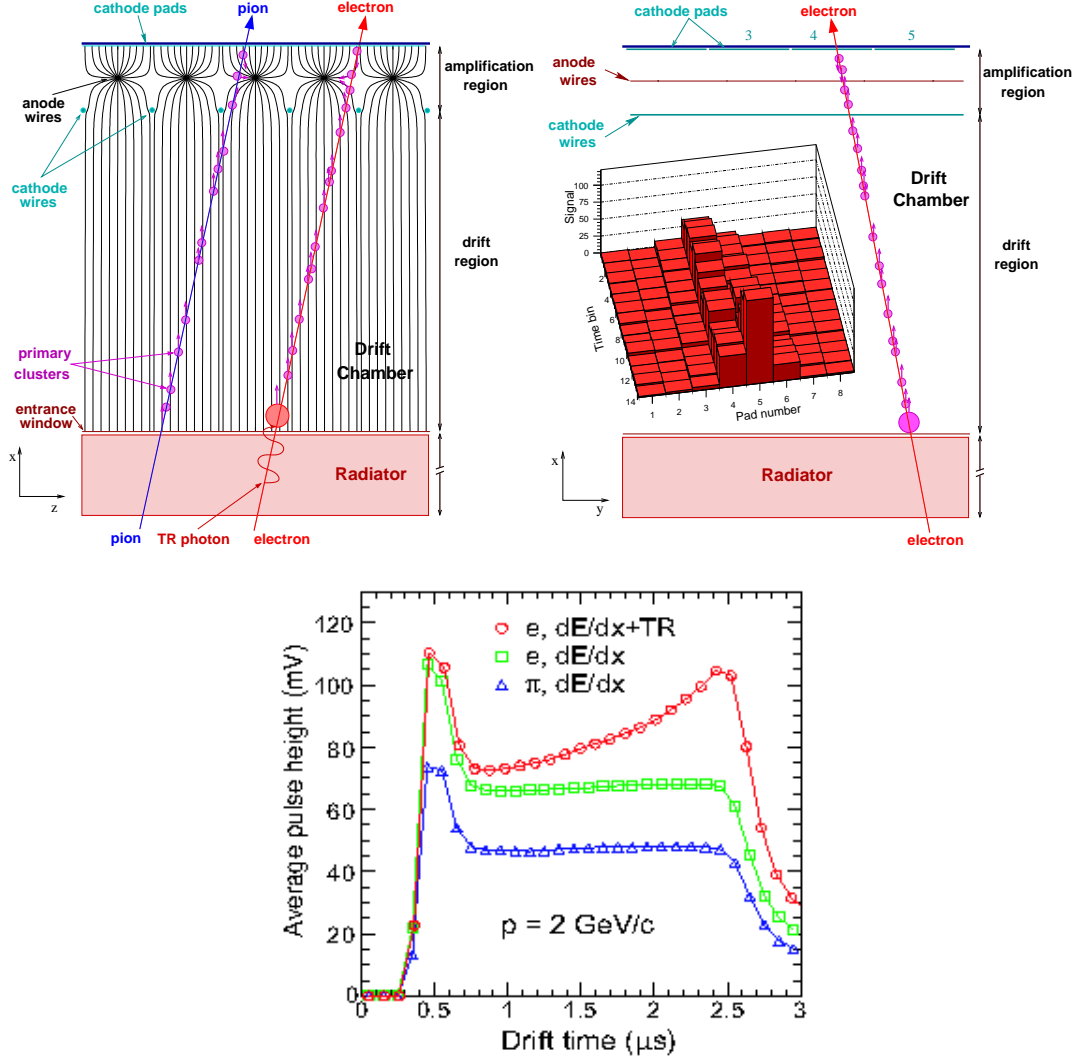 cathode pads
pion
electron
amplification
region
anode
wires
cathode
wires
drift
region
primary
clusters
Drift
Chamber
entrance
window
Radiator
x
z
pion
TR photon
electron
electron
cathode pads
3
4
5
anode
wires
amplification
region
cathode
wires
Drift
Chamber
drift
region
Signal
100
75
50
25
0
Time bin
2
4
6
8
10
12
14
1
2
3
4
5
6
7
8
Pad number
Radiator
x
y
electron
Average pulse height (mV)
120
100
80
60
40
20
0
e, dE/dx+TR
e, dE/dx
π, dE/dx
p = 2 GeV/c
0 0.5 1 1.5 2 2.5 3
Drift time (μs)